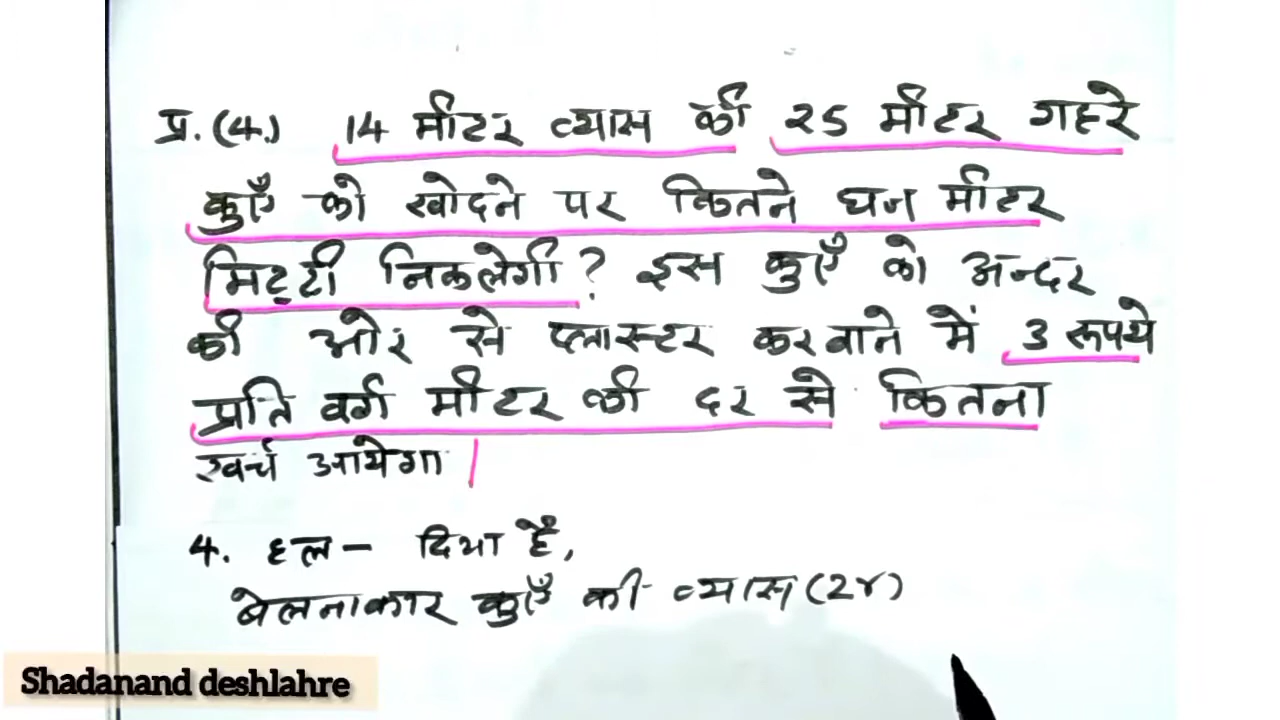 प्र.(4.) 14 मीटर व्यास की 25 मीटर गहरे
कुएँ को खोदने पर कितने घन मीटर
मिट्टी निकलेगी? इस कुएँ को अन्दर
की ओर से प्लास्टर करवाने में 3 रूपये
प्रति वर्ग मीटर की दर से कितना
खर्च आयेगा |
4. हल - दिया है,
बेलनाकार कुएँ की व्यास (2r)
Shadanand deshlahre